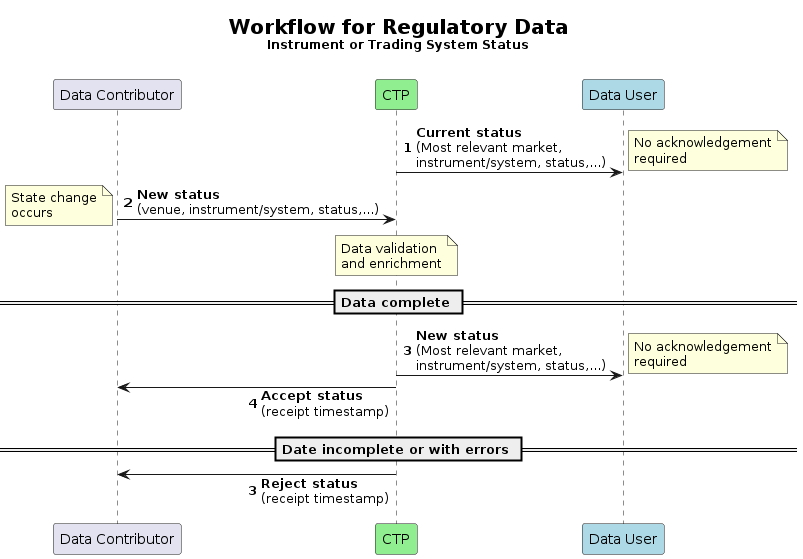 Workflow for Regulatory Data
Instrument or Trading System Status
Data Contributor
CTP
Data User
Current status
1 (Most relevant market,
instrument/system, status,...)
No acknowledgement
required
State change
occurs
2 New status
(venue, instrument/system, status,...)
Data validation
and enrichment
Data complete
New status
3 (Most relevant market,
instrument/system, status,...)
No acknowledgement
required
4 Accept status
(receipt timestamp)
Date incomplete or with errors
3 Reject status
(receipt timestamp)
Data Contributor
CTP
Data User